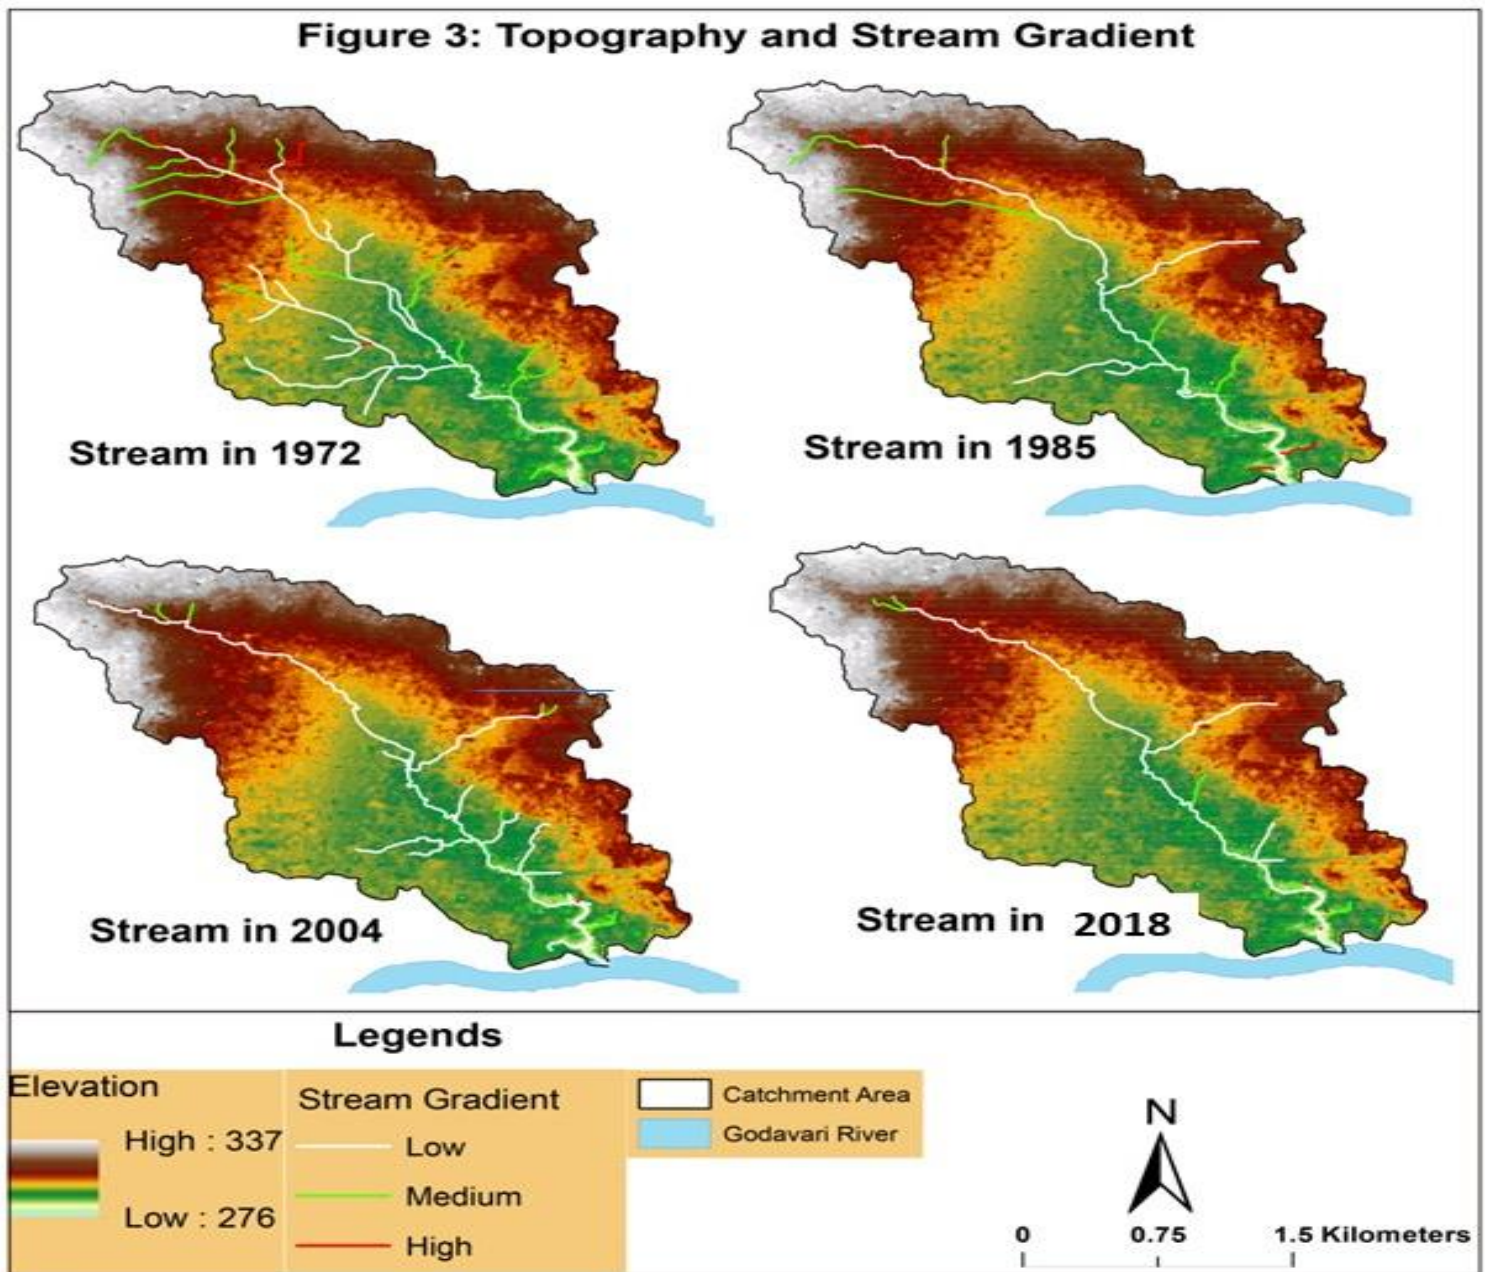 Figure 3: Topography and Stream Gradient
Stream in 1972
Stream in 1985
Stream in 2004
Stream in 2018
Legends
Elevation
High : 337
Low : 276
Stream Gradient
Low
Medium
High
Catchment Area
Godavari River
N
0 0.75 1.5 Kilometers